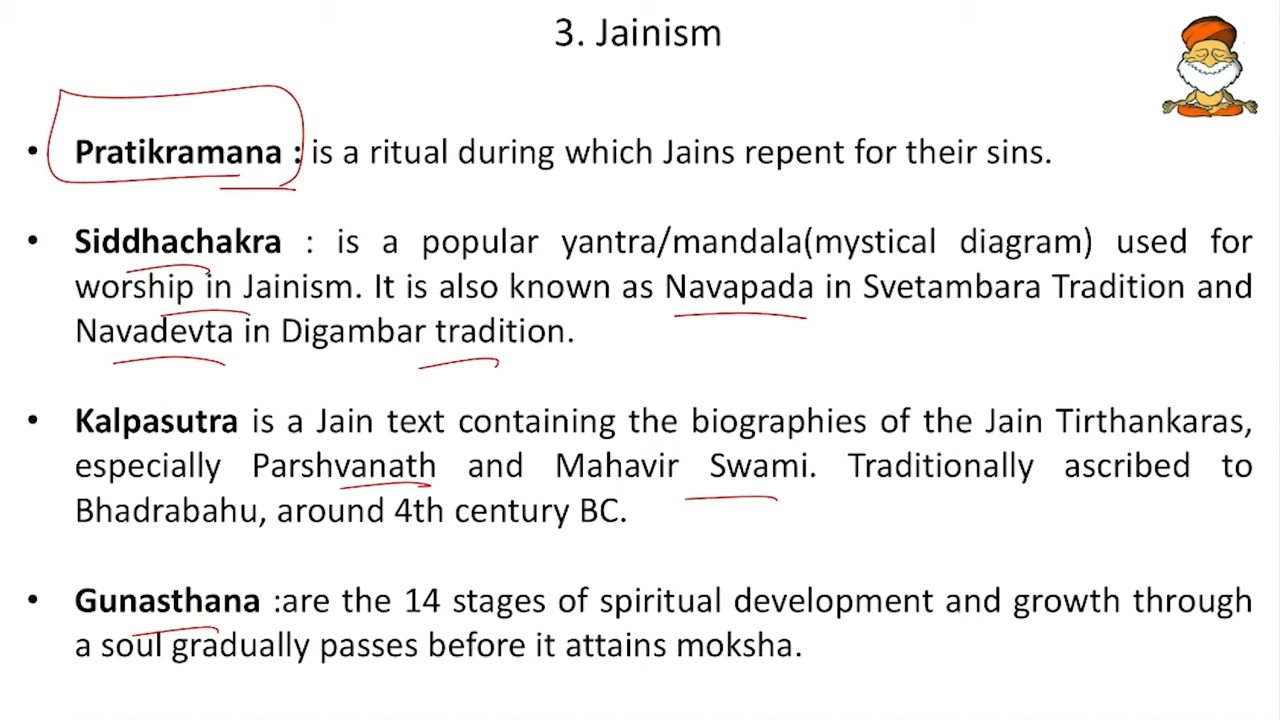 3. Jainism
• Pratikramana : is a ritual during which Jains repent for their sins.
• Siddhachakra : is a popular yantra/mandala(mystical diagram) used for
worship in Jainism. It is also known as Navapada in Svetambara Tradition and
Navadevta in Digambar tradition.
• Kalpasutra is a Jain text containing the biographies of the Jain Tirthankaras,
especially Parshvanath and Mahavir Swami. Traditionally ascribed to
Bhadrabahu, around 4th century BC.
• Gunasthana :are the 14 stages of spiritual development and growth through
a soul gradually passes before it attains moksha.